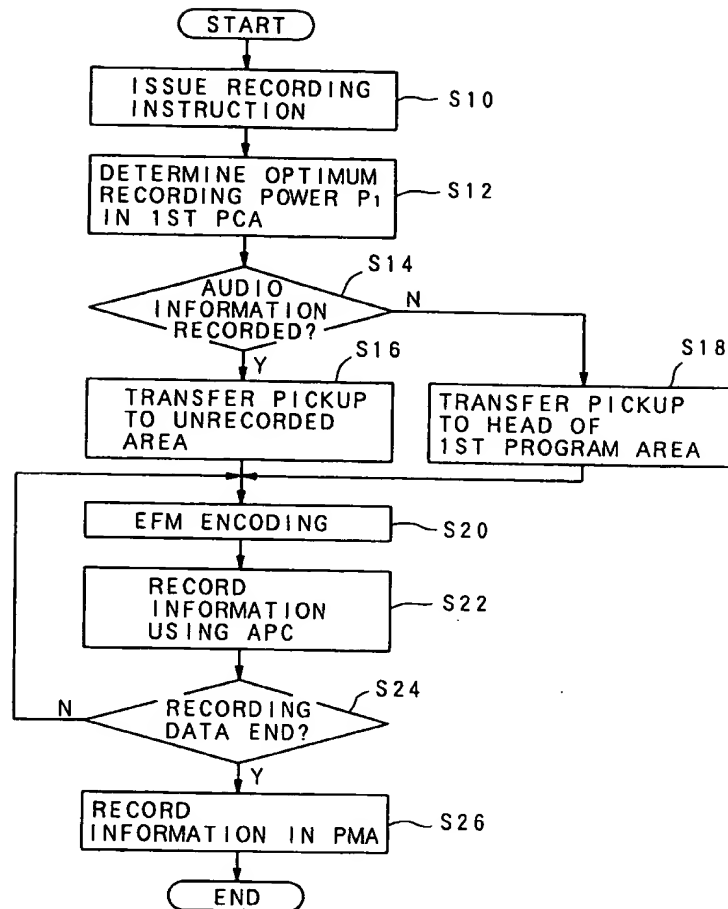 START
ISSUE RECORDING
INSTRUCTION
S10
DETERMINE OPTIMUM
RECORDING POWER P1
IN 1ST PCA
S12
S14
AUDIO
INFORMATION
RECORDED?
N
Y
S16
S18
TRANSFER PICKUP
TO UNRECORDED
AREA
TRANSFER PICKUP
TO HEAD OF
1ST PROGRAM AREA
EFM ENCODING
S20
RECORD
INFORMATION
USING APC
S22
S24
N
RECORDING
DATA END?
Y
RECORD
INFORMATION IN PMA
S26
END